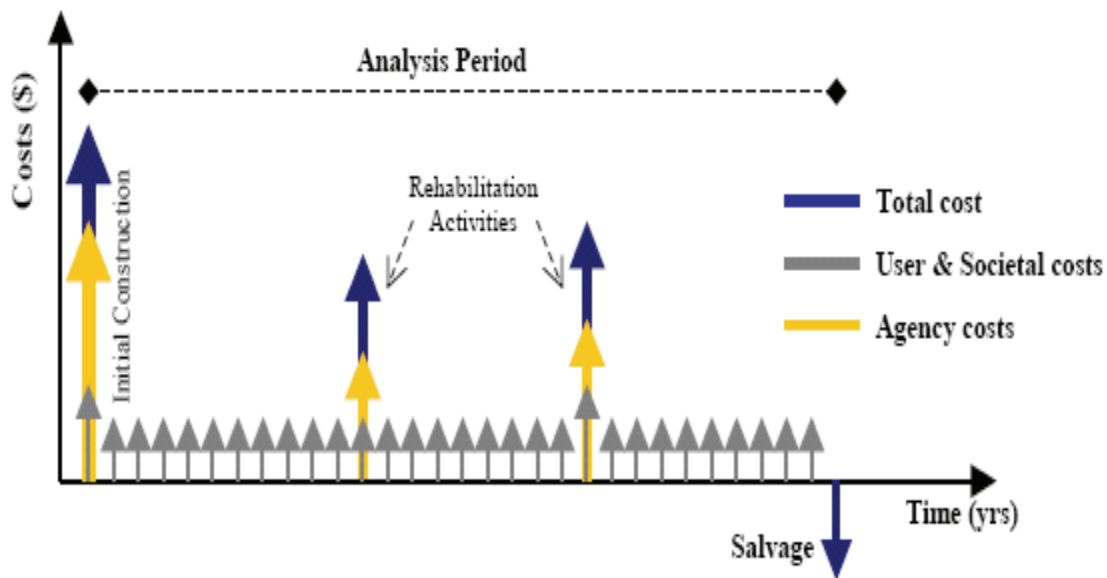 Analysis Period
Costs ($)
Initial Construction
Rehabilitation
Activities
Total cost
User & Societal costs
Agency costs
Time (yrs)
Salvage